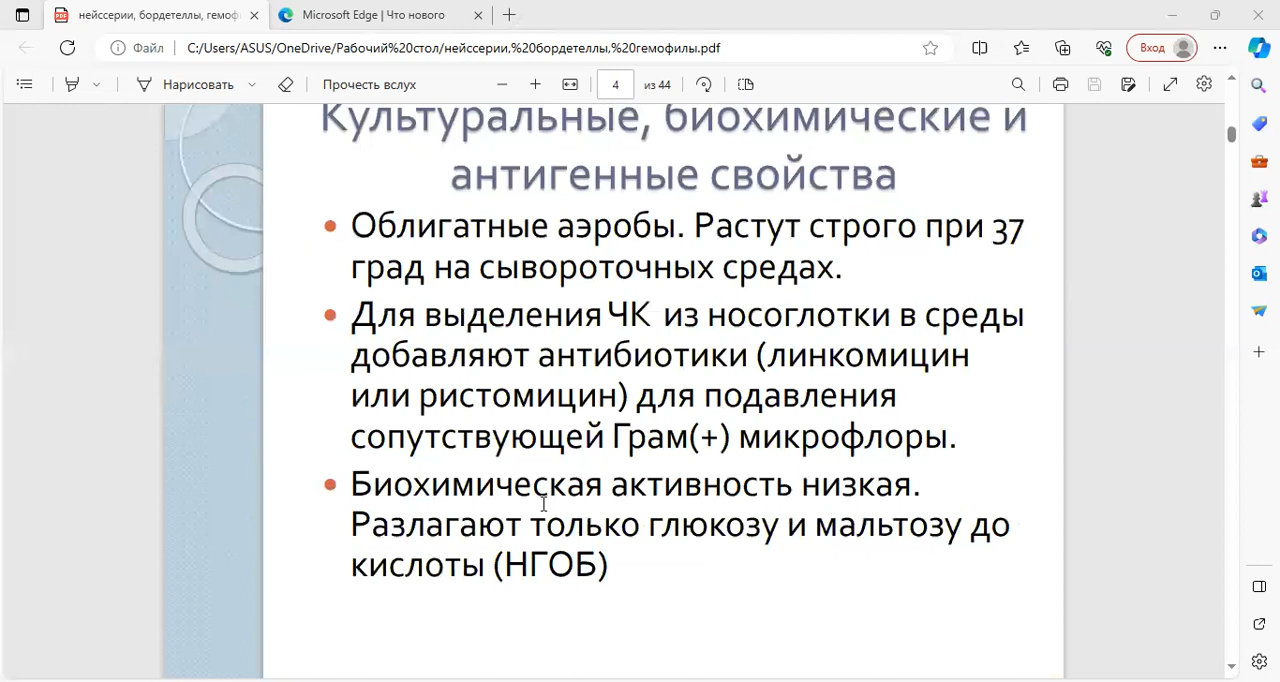 нейссерии, бордетеллы, гемоф
Microsoft Edge | Что нового
Файл
C:/Users/ASUS/OneDrive/Рабочий%20стол/нейссерии,%20бордетеллы,%20гемофилы.pdf
Вход
Нарисовать
Прочесть вслух
4
из 44
Культуральные, биохимические и
антигенные свойства
• Облигатные аэробы. Растут строго при 37
град на сывороточных средах.
• Для выделения ЧК из носоглотки в среды
добавляют антибиотики (линкомицин
или ристомицин) для подавления
сопутствующей Грам(+) микрофлоры.
• Биохимическая активность низкая.
Разлагают только глюкозу и мальтозу до
кислоты (НГОБ)